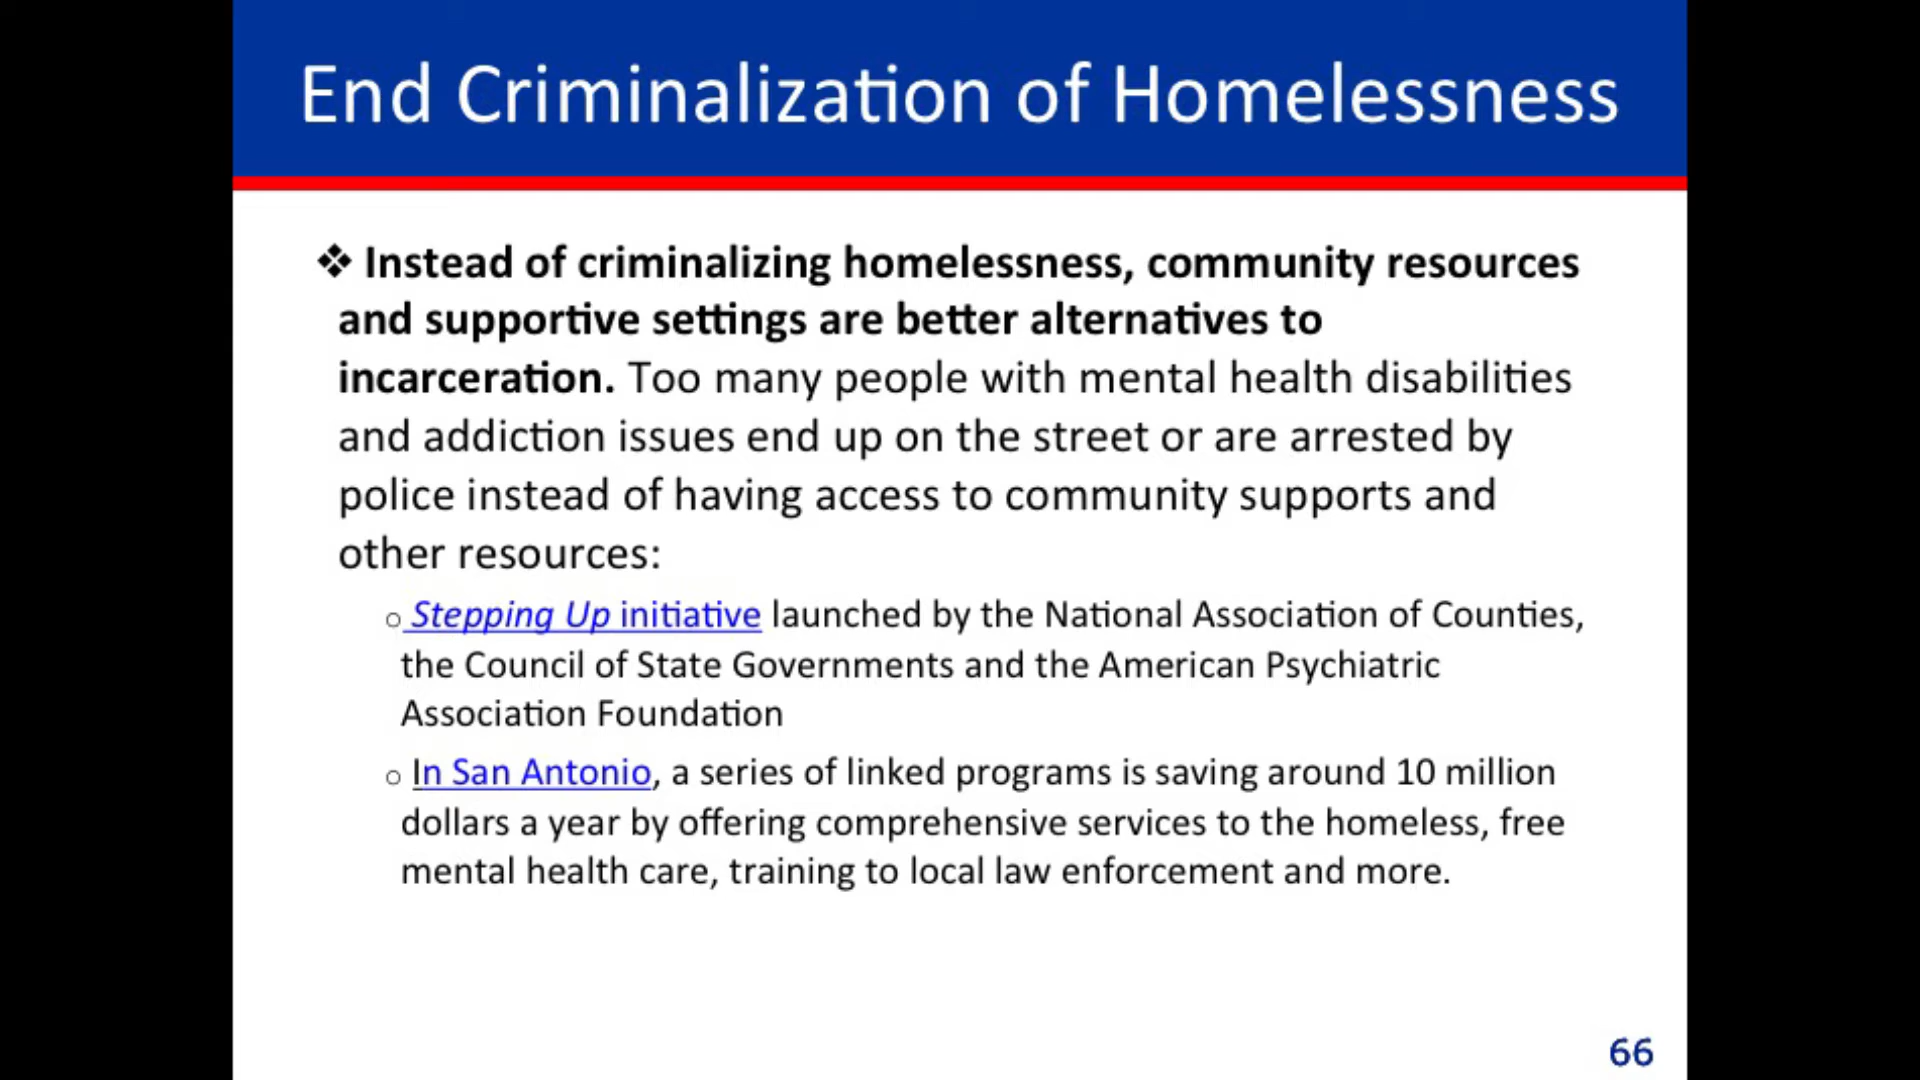 End Criminalization of Homelessness
❖ Instead of criminalizing homelessness, community resources
and supportive settings are better alternatives to
incarceration. Too many people with mental health disabilities
and addiction issues end up on the street or are arrested by
police instead of having access to community supports and
other resources:
o Stepping Up initiative launched by the National Association of Counties,
the Council of State Governments and the American Psychiatric
Association Foundation
o In San Antonio, a series of linked programs is saving around 10 million
dollars a year by offering comprehensive services to the homeless, free
mental health care, training to local law enforcement and more.
66